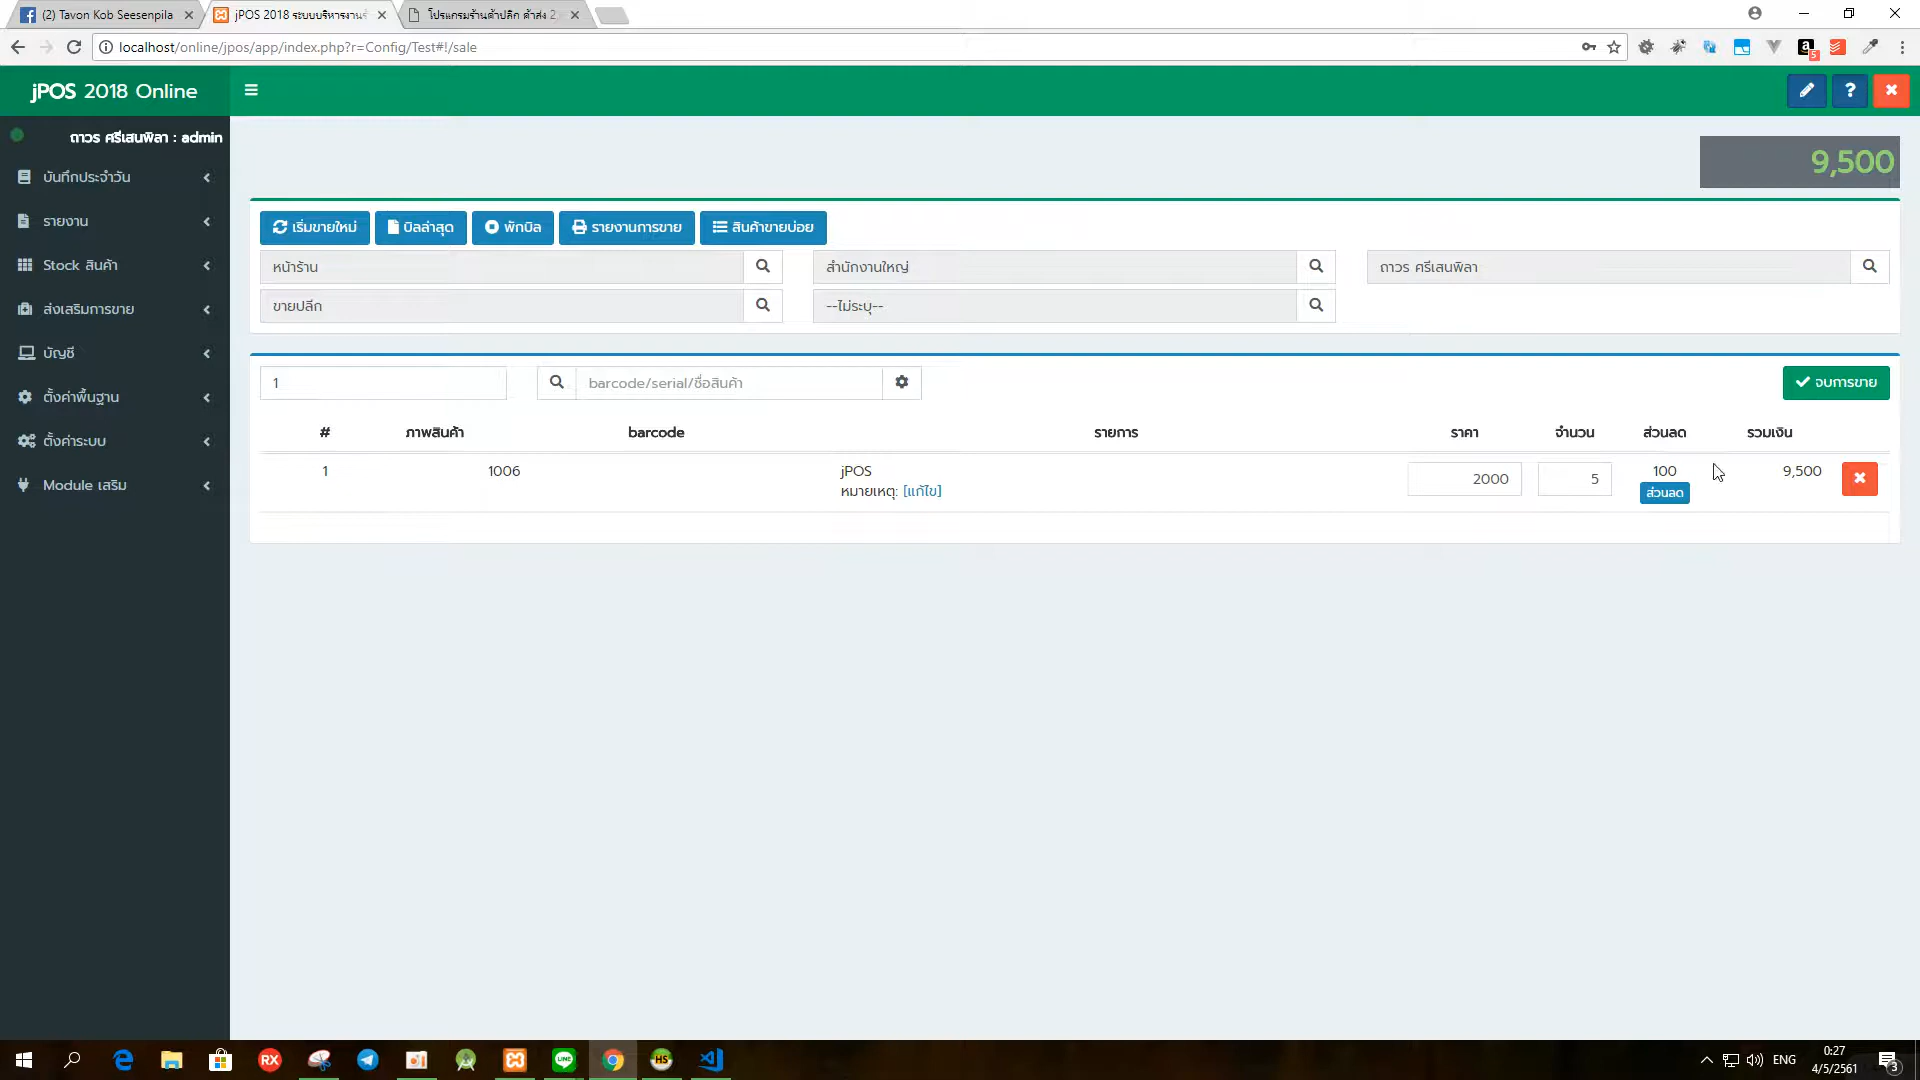 (2) Tavon Kob Seesenpila
jPOS 2018 ระบบบริหารงานร้
โปรแกรมร้านค้าปลีก ค้าส่ง 2
localhost/online/jpos/app/index.php?r=Config/Test#!/sale
5
jPOS 2018 Online
ถาวร ศรีเสนพิลา : admin
9,500
บันทึกประจำวัน
รายงาน
Stock สินค้า
ส่งเสริมการขาย
บัญชี
ตั้งค่าพื้นฐาน
ตั้งค่าระบบ
Module เสริม
เริ่มขายใหม่ บิลล่าสุด พักบิล รายงานการขาย สินค้าขายบ่อย
หน้าร้าน สำนักงานใหญ่ ถาวร ศรีเสนพิลา
ขายปลีก --ไม่ระบุ--
1 barcode/serial/ชื่อสินค้า จบการขาย
# ภาพสินค้า barcode รายการ ราคา จำนวน ส่วนลด รวมเงิน
1 1006 jPOS 2000 5 100 9,500
หมายเหตุ: [แก้ไข] ส่วนลด
RX LINE HS ENG
0:27
4/5/2561
3